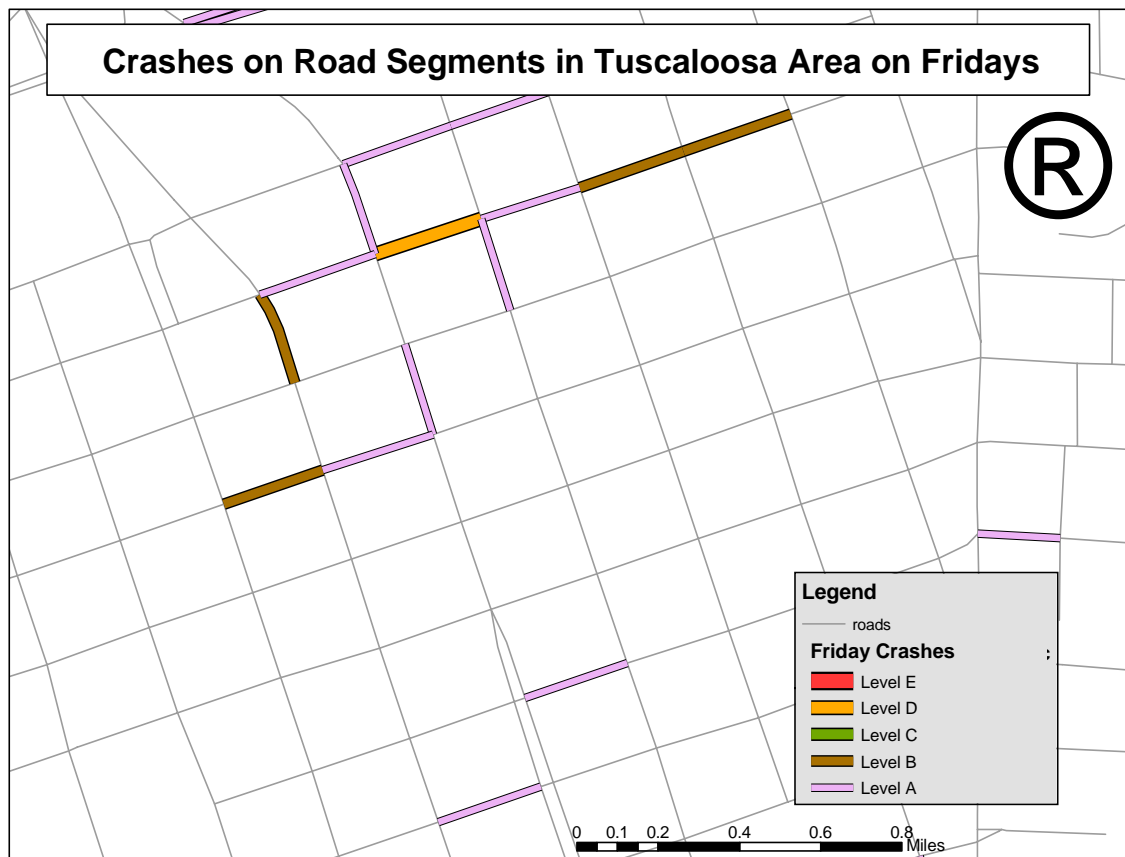 Crashes on Road Segments in Tuscaloosa Area on Fridays
®
Legend
roads
Friday Crashes
Level E
Level D
Level C
Level B
Level A
0 0.1 0.2 0.4 0.6 0.8
Miles